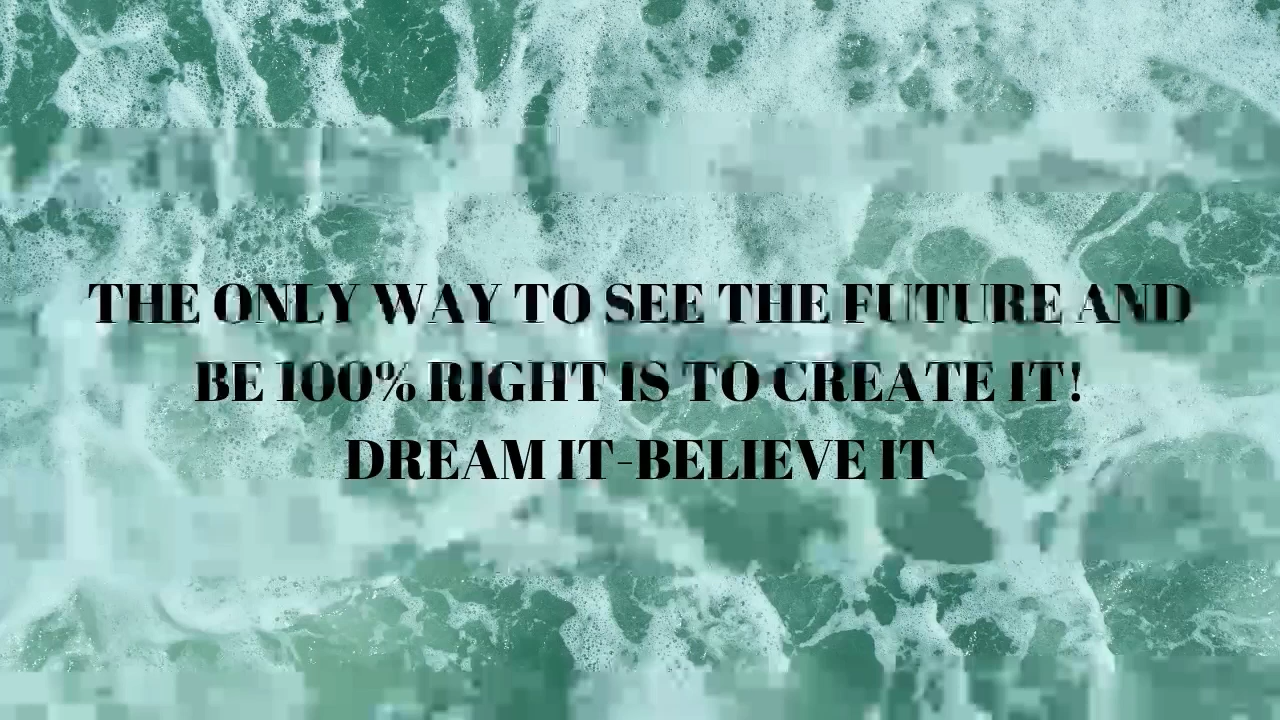 THE ONLY WAY TO SEE THE FUTURE AND
BE 100% RIGHT IS TO CREATE IT!
DREAM IT-BELIEVE IT